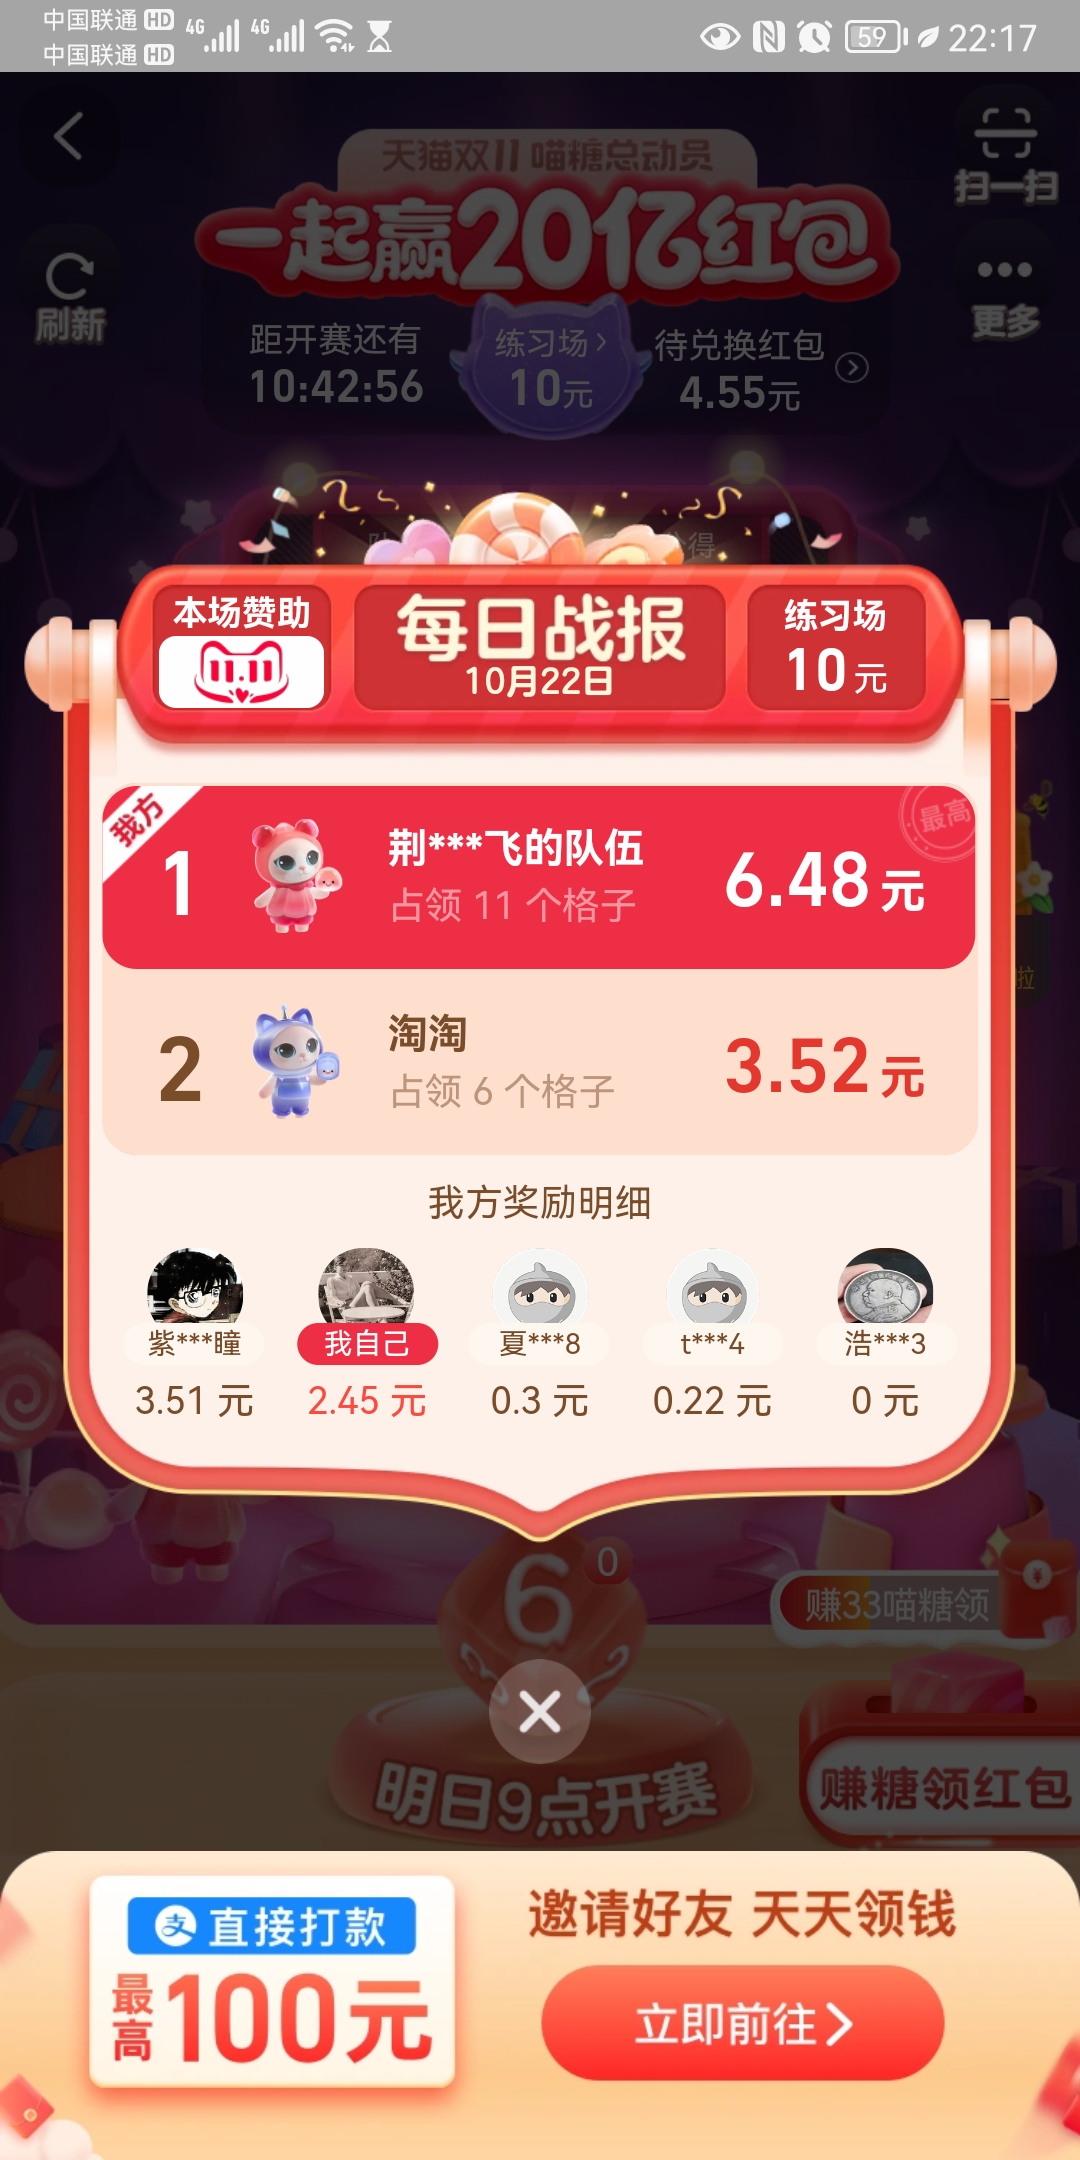 中国联通 HD 4G 4G 59 22:17
中国联通 HD
天猫双11 喵糖总动员
扫一扫
一起赢20亿红包
刷新
更多
距开赛还有 练习场 待兑换红包
10:42:56 10元 4.55元
本场赞助 每日战报 练习场
11.11 10月22日 10元
我方
最高
1 荆***飞的队伍 6.48元
占领 11 个格子
2 淘淘 3.52元
占领 6 个格子
我方奖励明细
紫***瞳 我自己 夏***8 t***4 浩***3
3.51 元 2.45 元 0.3 元 0.22 元 0 元
6 0
赚33喵糖领
明日9点开赛
赚糖领红包
支 直接打款
最高100元
邀请好友 天天领钱
立即前往